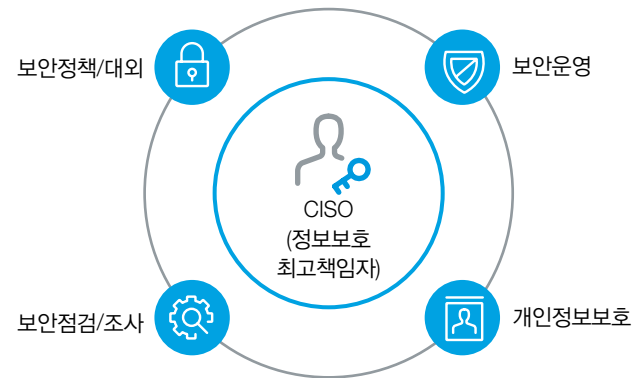 보안정책/대외
보안운영
CISO
(정보보호
최고책임자)
보안점검/조사
개인정보보호